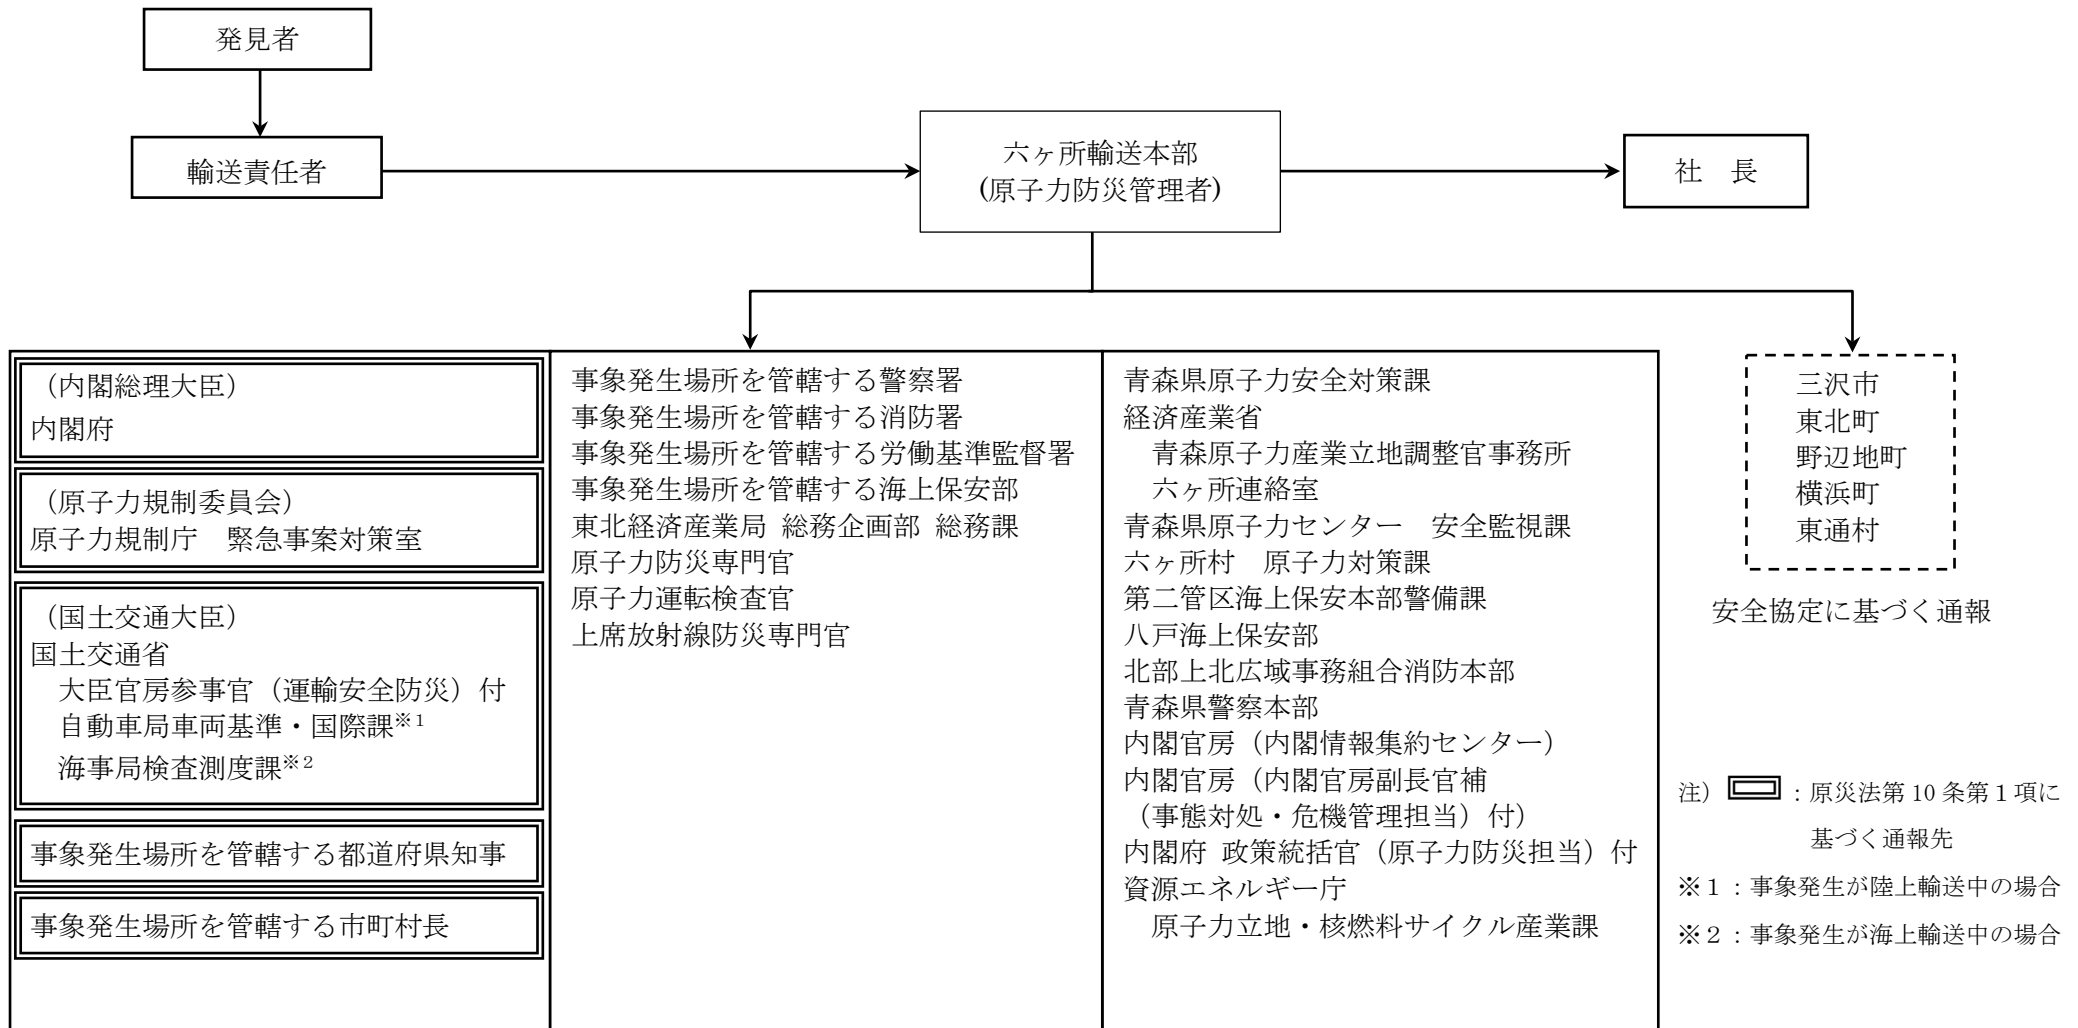 発見者
輸送責任者
六ヶ所輸送本部
(原子力防災管理者)
社　長
（内閣総理大臣）
内閣府
（原子力規制委員会）
原子力規制庁　緊急事案対策室
（国土交通大臣）
国土交通省
大臣官房参事官（運輸安全防災）付
自動車局車両基準・国際課※1
海事局検査測度課※2
事象発生場所を管轄する都道府県知事
事象発生場所を管轄する市町村長
事象発生場所を管轄する警察署
事象発生場所を管轄する消防署
事象発生場所を管轄する労働基準監督署
事象発生場所を管轄する海上保安部
東北経済産業局 総務企画部 総務課
原子力防災専門官
原子力運転検査官
上席放射線防災専門官
青森県原子力安全対策課
経済産業省
青森原子力産業立地調整官事務所
六ヶ所連絡室
青森県原子力センター　安全監視課
六ヶ所村　原子力対策課
第二管区海上保安本部警備課
八戸海上保安部
北部上北広域事務組合消防本部
青森県警察本部
内閣官房（内閣情報集約センター）
内閣官房（内閣官房副長官補
（事態対処・危機管理担当）付）
内閣府 政策統括官（原子力防災担当）付
資源エネルギー庁
原子力立地・核燃料サイクル産業課
三沢市
東北町
野辺地町
横浜町
東通村
安全協定に基づく通報
注）：原災法第10条第１項に
基づく通報先
※１：事象発生が陸上輸送中の場合
※２：事象発生が海上輸送中の場合